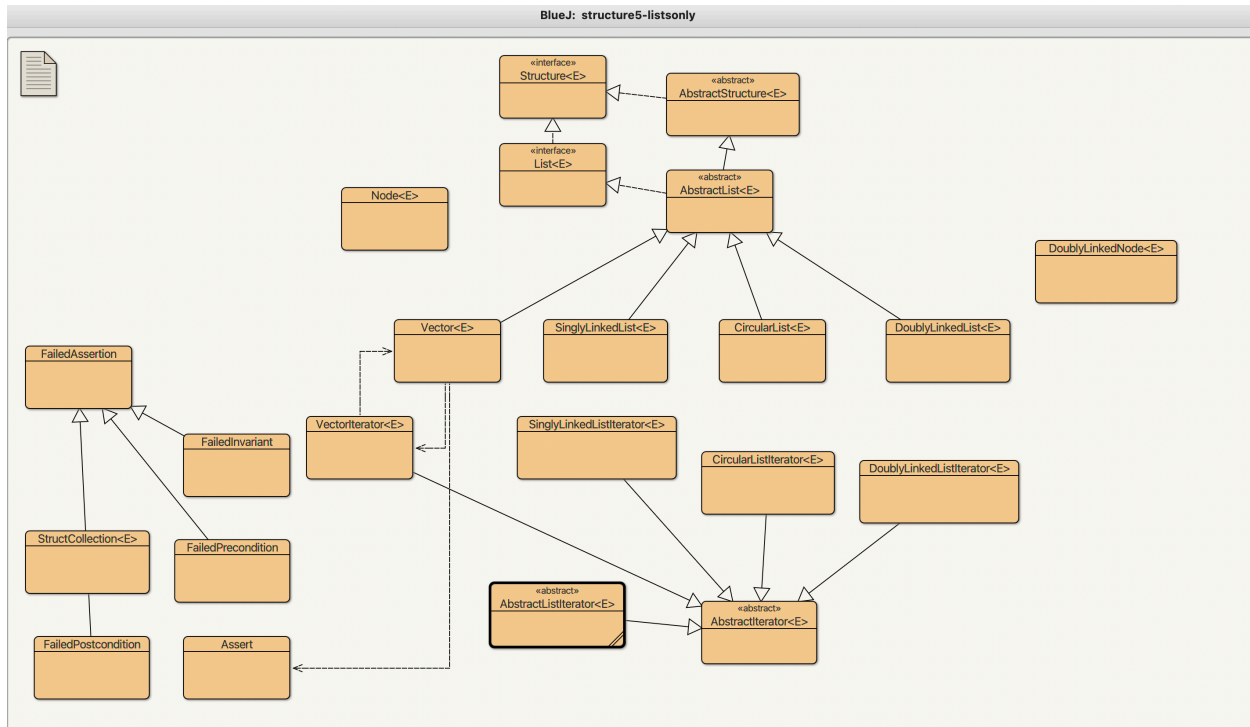 BlueJ:  structure5-listsonly
«interface»
Structure<E>
«abstract»
AbstractStructure<E>
«interface»
List<E>
«abstract»
AbstractList<E>
Node<E>
DoublyLinkedNode<E>
Vector<E>
SinglyLinkedList<E>
CircularList<E>
DoublyLinkedList<E>
FailedAssertion
VectorIterator<E>
SinglyLinkedListIterator<E>
FailedInvariant
CircularListIterator<E>
DoublyLinkedListIterator<E>
StructCollection<E>
FailedPrecondition
«abstract»
AbstractListIterator<E>
«abstract»
AbstractIterator<E>
FailedPostcondition
Assert